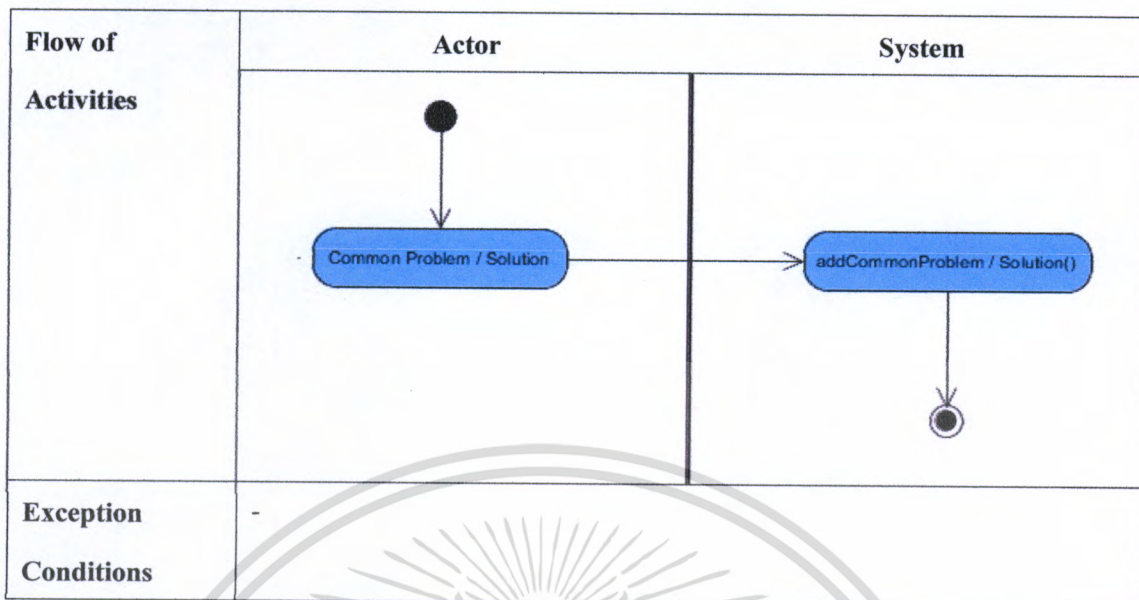 Flow of
Activities
Actor
System
Common Problem / Solution
addCommonProblem / Solution()
Exception
Conditions
-